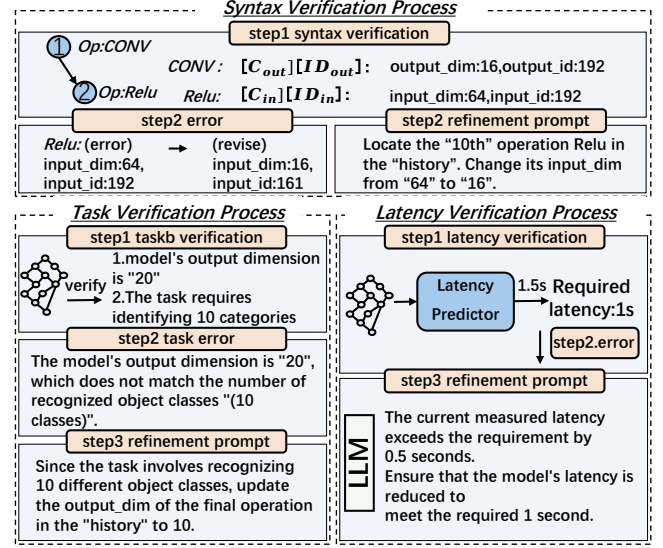 Syntax Verification Process
step1 syntax verification
1 Op:CONV
2 Op:Relu
CONV : [C_out][ID_out]: output_dim:16,output_id:192
Relu: [C_in][ID_in]: input_dim:64,input_id:192
step2 error
Relu: (error) → (revise)
input_dim:64, input_dim:16,
input_id:192 input_id:161
step2 refinement prompt
Locate the “10th” operation Relu in
the “history”. Change its input_dim
from “64” to “16”.
Task Verification Process
step1 taskb verification
verify
1.model's output dimension
is "20"
2.The task requires
identifying 10 categories
step2 task error
The model's output dimension is "20",
which does not match the number of
recognized object classes "(10
classes)".
step3 refinement prompt
Since the task involves recognizing
10 different object classes, update
the output_dim of the final operation
in the "history" to 10.
Latency Verification Process
step1 latency verification
Latency
Predictor
1.5s
Required
latency:1s
step2.error
step3 refinement prompt
LLM
The current measured latency
exceeds the requirement by
0.5 seconds.
Ensure that the model's latency is
reduced to
meet the required 1 second.